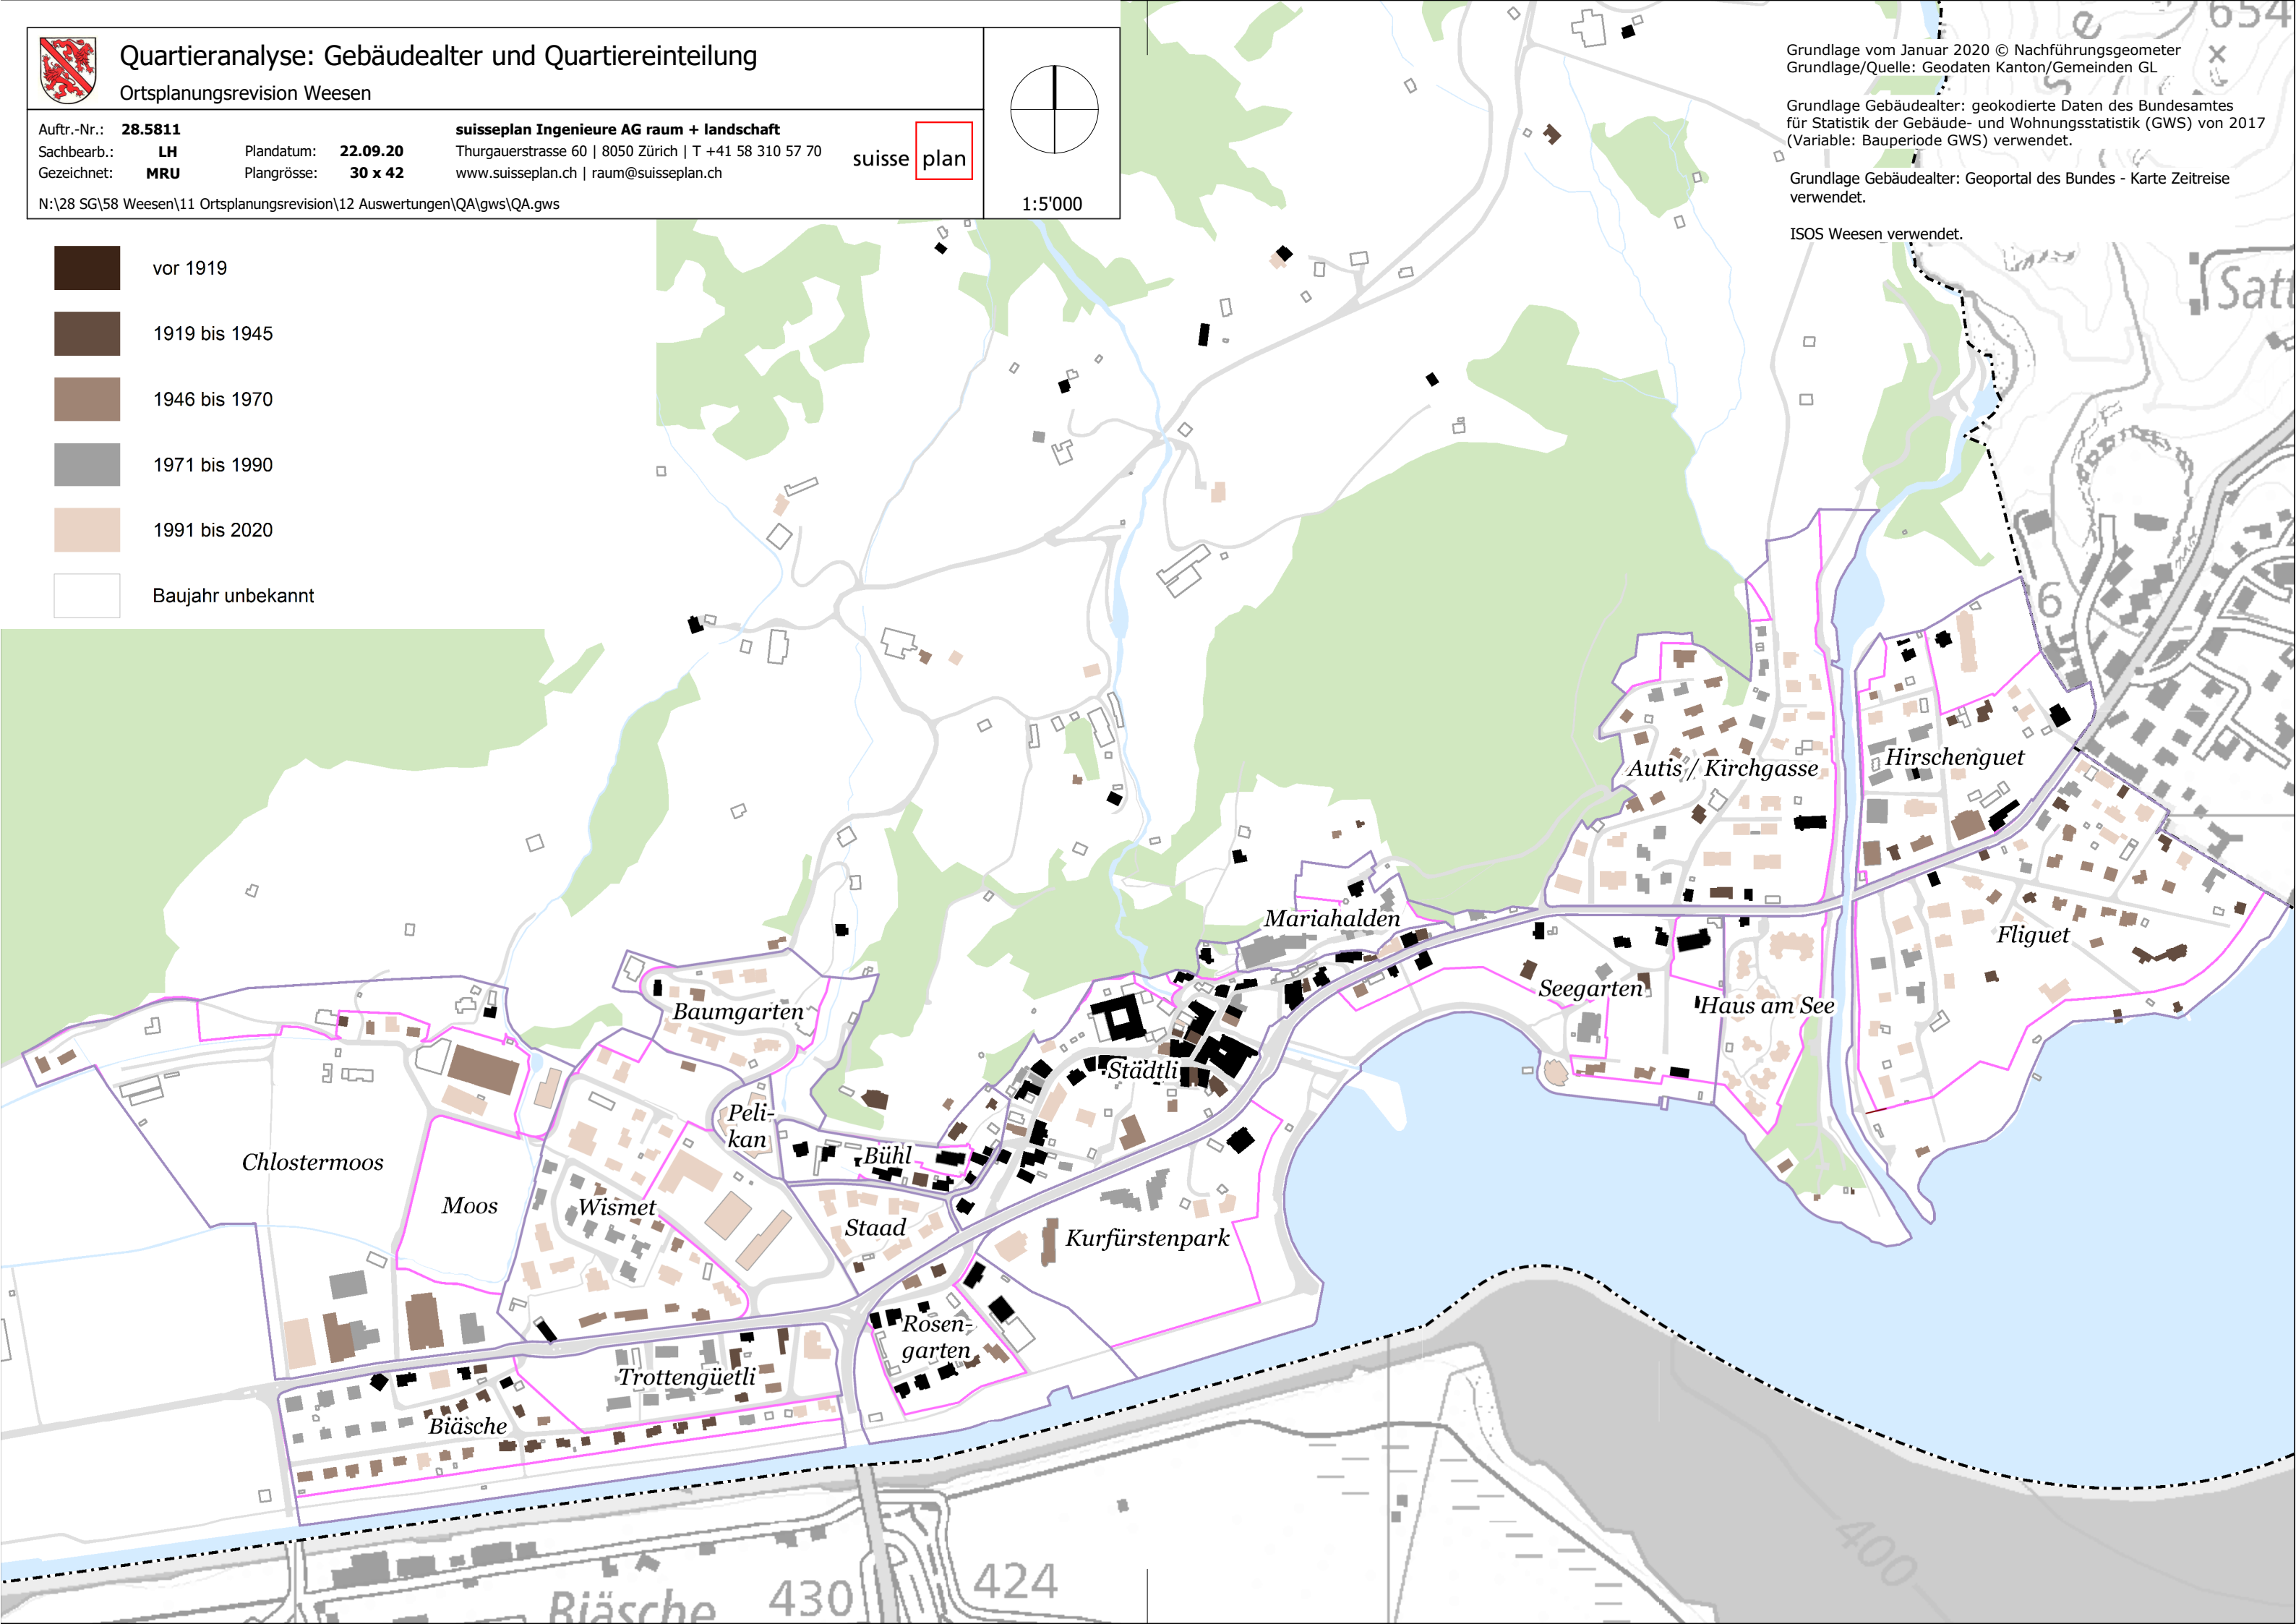 Quartieranalyse: Gebäudealter und Quartiereinteilung
Ortsplanungsrevision Weesen
Auftr.-Nr.: 28.5811
Sachbearb.: LH
Gezeichnet: MRU
Plandatum: 22.09.20
Plangrösse: 30 x 42
suisseplan Ingenieure AG raum + landschaft
Thurgauerstrasse 60 | 8050 Zürich | T +41 58 310 57 70
www.suisseplan.ch | raum@suisseplan.ch
suisse plan
N:\28 SG\58 Weesen\11 Ortsplanungsrevision\12 Auswertungen\QA\gws\QA.gws
1:5'000
Grundlage vom Januar 2020 © Nachführungsgeometer
Grundlage/Quelle: Geodaten Kanton/Gemeinden GL
Grundlage Gebäudealter: geokodierte Daten des Bundesamtes
für Statistik der Gebäude- und Wohnungsstatistik (GWS) von 2017
(Variable: Bauperiode GWS) verwendet.
Grundlage Gebäudealter: Geoportal des Bundes - Karte Zeitreise
verwendet.
ISOS Weesen verwendet.
654
vor 1919
1919 bis 1945
1946 bis 1970
1971 bis 1990
1991 bis 2020
Baujahr unbekannt
Satt
6
Autis / Kirchgasse
Hirschenguet
Mariahalden
Fliguet
Seegarten
Haus am See
Baumgarten
Städtli
Peli-
kan
Bühl
Chlostermoos
Moos
Wismet
Staad
Kurfürstenpark
Rosen-
garten
Trottengüetli
Biäsche
Biäsche
430
424
400